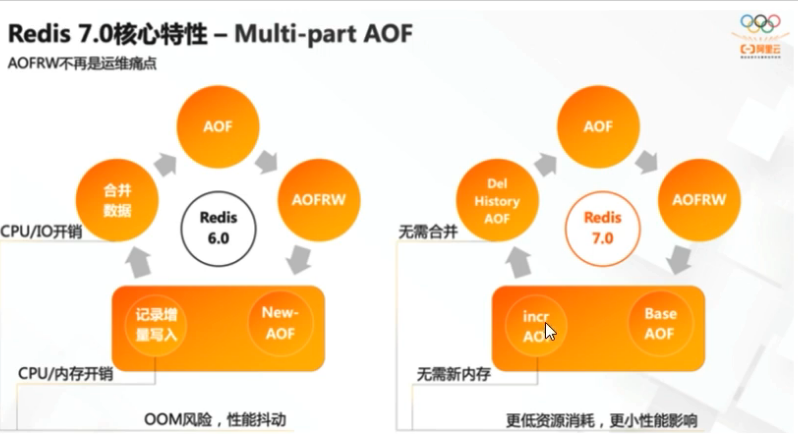 Redis 7.0核心特性 – Multi-part AOF
AOFRW不再是运维痛点
阿里云
AOF
合并
数据
AOFRW
Redis
6.0
CPU/IO开销
记录增
量写入
New-
AOF
CPU/内存开销
OOM风险，性能抖动
AOF
Del
History
AOF
AOFRW
Redis
7.0
无需合并
incr
AOF
Base
AOF
无需新内存
更低资源消耗，更小性能影响